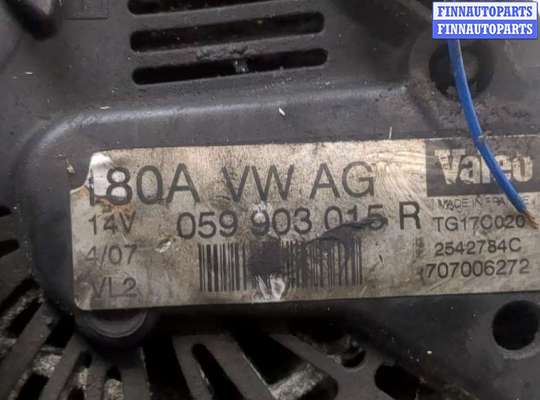 FINNAUTOPARTS
FINNAUTOPARTS
180A VW AG
Valeo
14V 059 903 015 R
MADE IN FRANCE
TG17C020
4/07
2542784C
VL2
707006272